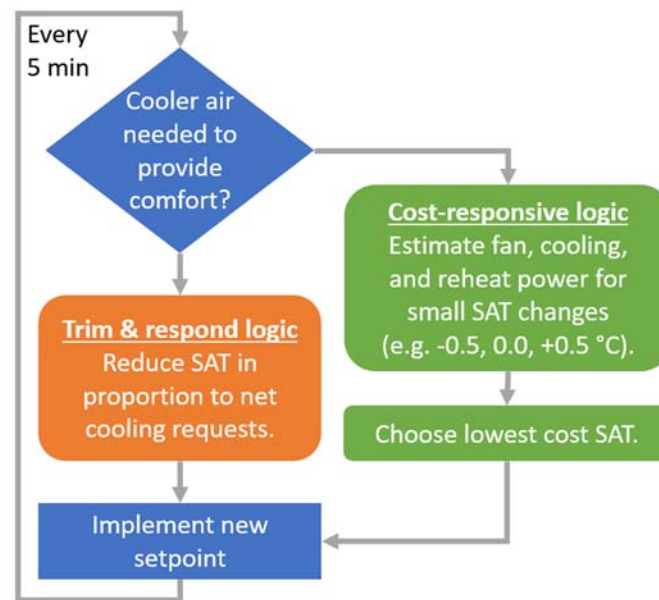 Every
5 min
Cooler air
needed to
provide
comfort?
Cost-responsive logic
Estimate fan, cooling,
and reheat power for
small SAT changes
(e.g. -0.5, 0.0, +0.5 °C).
Trim & respond logic
Reduce SAT in
proportion to net
cooling requests.
Choose lowest cost SAT.
Implement new
setpoint